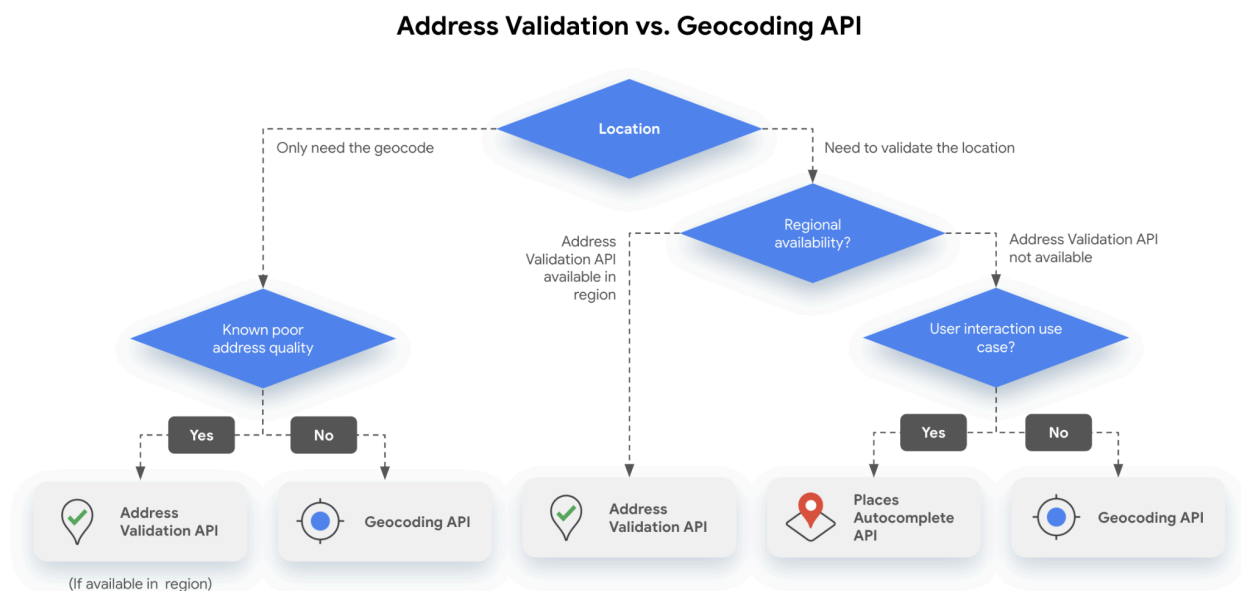 Address Validation vs. Geocoding API
Location
Only need the geocode
Need to validate the location
Regional
availability?
Address
Validation API
available in
region
Address Validation API
not available
Known poor
address quality
User interaction use
case?
Yes
No
Yes
No
Address
Validation API
Geocoding API
Address
Validation API
Places
Autocomplete
API
Geocoding API
(If available in region)